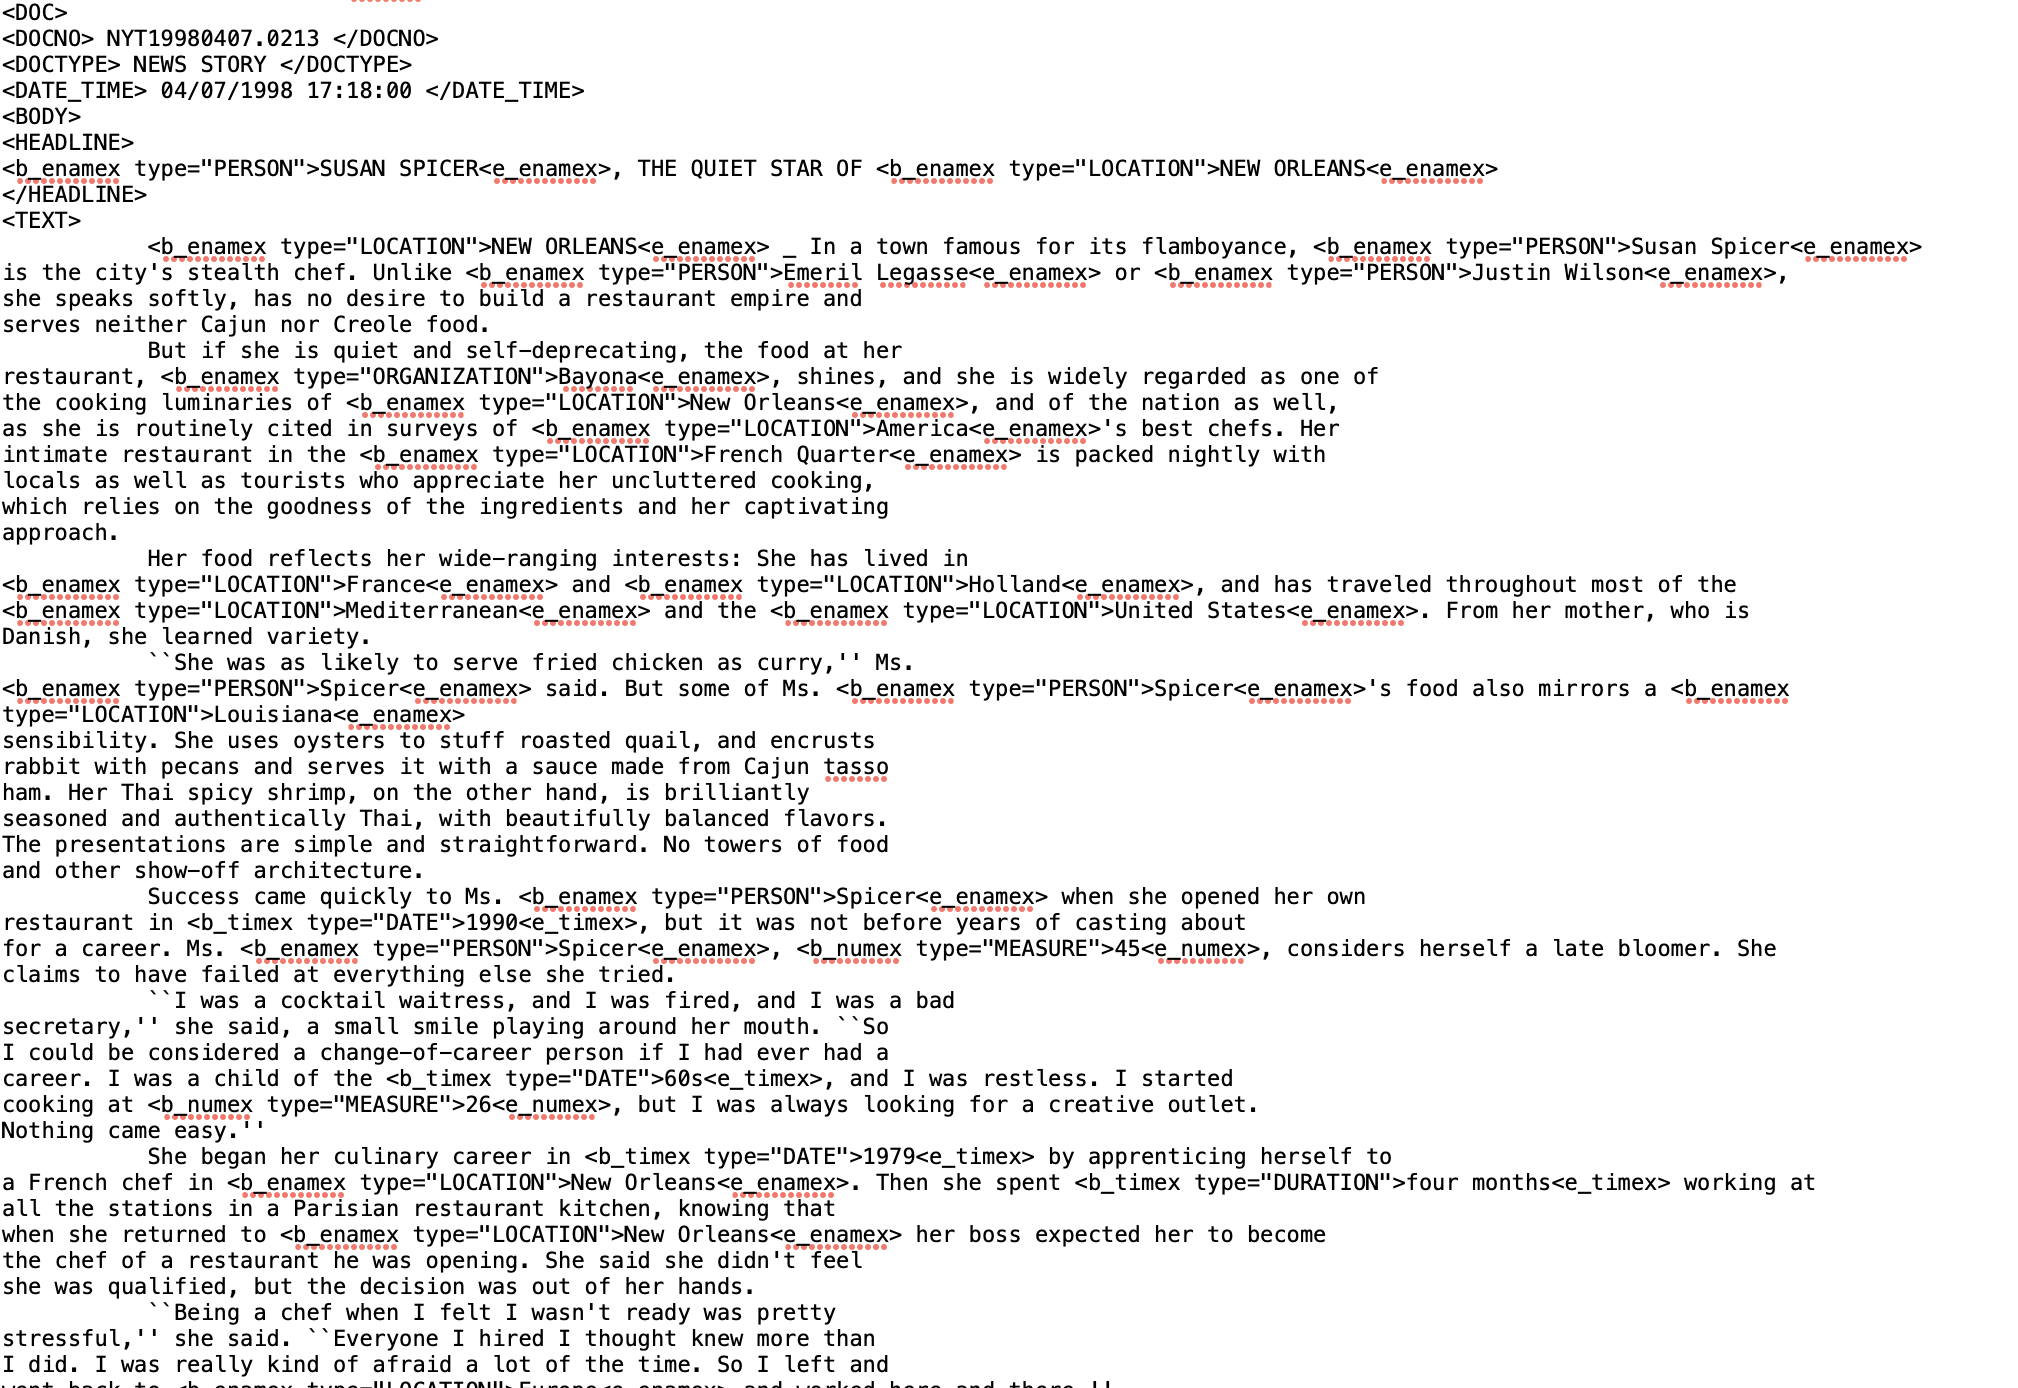 <DOC>
<DOCNO> NYT19980407.0213 </DOCNO>
<DOCTYPE> NEWS STORY </DOCTYPE>
<DATE_TIME> 04/07/1998 17:18:00 </DATE_TIME>
<BODY>
<HEADLINE>
<b_enamex type="PERSON">SUSAN SPICER<e_enamex>, THE QUIET STAR OF <b_enamex type="LOCATION">NEW ORLEANS<e_enamex>
</HEADLINE>
<TEXT>
<b_enamex type="LOCATION">NEW ORLEANS<e_enamex> _ In a town famous for its flamboyance, <b_enamex type="PERSON">Susan Spicer<e_enamex>
is the city's stealth chef. Unlike <b_enamex type="PERSON">Emeril Legasse<e_enamex> or <b_enamex type="PERSON">Justin Wilson<e_enamex>,
she speaks softly, has no desire to build a restaurant empire and
serves neither Cajun nor Creole food.
But if she is quiet and self-deprecating, the food at her
restaurant, <b_enamex type="ORGANIZATION">Bayona<e_enamex>, shines, and she is widely regarded as one of
the cooking luminaries of <b_enamex type="LOCATION">New Orleans<e_enamex>, and of the nation as well,
as she is routinely cited in surveys of <b_enamex type="LOCATION">America<e_enamex>'s best chefs. Her
intimate restaurant in the <b_enamex type="LOCATION">French Quarter<e_enamex> is packed nightly with
locals as well as tourists who appreciate her uncluttered cooking,
which relies on the goodness of the ingredients and her captivating
approach.
Her food reflects her wide-ranging interests: She has lived in
<b_enamex type="LOCATION">France<e_enamex> and <b_enamex type="LOCATION">Holland<e_enamex>, and has traveled throughout most of the
<b_enamex type="LOCATION">Mediterranean<e_enamex> and the <b_enamex type="LOCATION">United States<e_enamex>. From her mother, who is
Danish, she learned variety.
``She was as likely to serve fried chicken as curry,'' Ms.
<b_enamex type="PERSON">Spicer<e_enamex> said. But some of Ms. <b_enamex type="PERSON">Spicer<e_enamex>'s food also mirrors a <b_enamex
type="LOCATION">Louisiana<e_enamex>
sensibility. She uses oysters to stuff roasted quail, and encrusts
rabbit with pecans and serves it with a sauce made from Cajun tasso
ham. Her Thai spicy shrimp, on the other hand, is brilliantly
seasoned and authentically Thai, with beautifully balanced flavors.
The presentations are simple and straightforward. No towers of food
and other show-off architecture.
Success came quickly to Ms. <b_enamex type="PERSON">Spicer<e_enamex> when she opened her own
restaurant in <b_timex type="DATE">1990<e_timex>, but it was not before years of casting about
for a career. Ms. <b_enamex type="PERSON">Spicer<e_enamex>, <b_numex type="MEASURE">45<e_numex>, considers herself a late bloomer. She
claims to have failed at everything else she tried.
``I was a cocktail waitress, and I was fired, and I was a bad
secretary,'' she said, a small smile playing around her mouth. ``So
I could be considered a change-of-career person if I had ever had a
career. I was a child of the <b_timex type="DATE">60s<e_timex>, and I was restless. I started
cooking at <b_numex type="MEASURE">26<e_numex>, but I was always looking for a creative outlet.
Nothing came easy.''
She began her culinary career in <b_timex type="DATE">1979<e_timex> by apprenticing herself to
a French chef in <b_enamex type="LOCATION">New Orleans<e_enamex>. Then she spent <b_timex type="DURATION">four months<e_timex> working at
all the stations in a Parisian restaurant kitchen, knowing that
when she returned to <b_enamex type="LOCATION">New Orleans<e_enamex> her boss expected her to become
the chef of a restaurant he was opening. She said she didn't feel
she was qualified, but the decision was out of her hands.
``Being a chef when I felt I wasn't ready was pretty
stressful,'' she said. ``Everyone I hired I thought knew more than
I did. I was really kind of afraid a lot of the time. So I left and
went back to <b_enamex type="LOCATION">Europe<e_enamex> and worked here and there.''